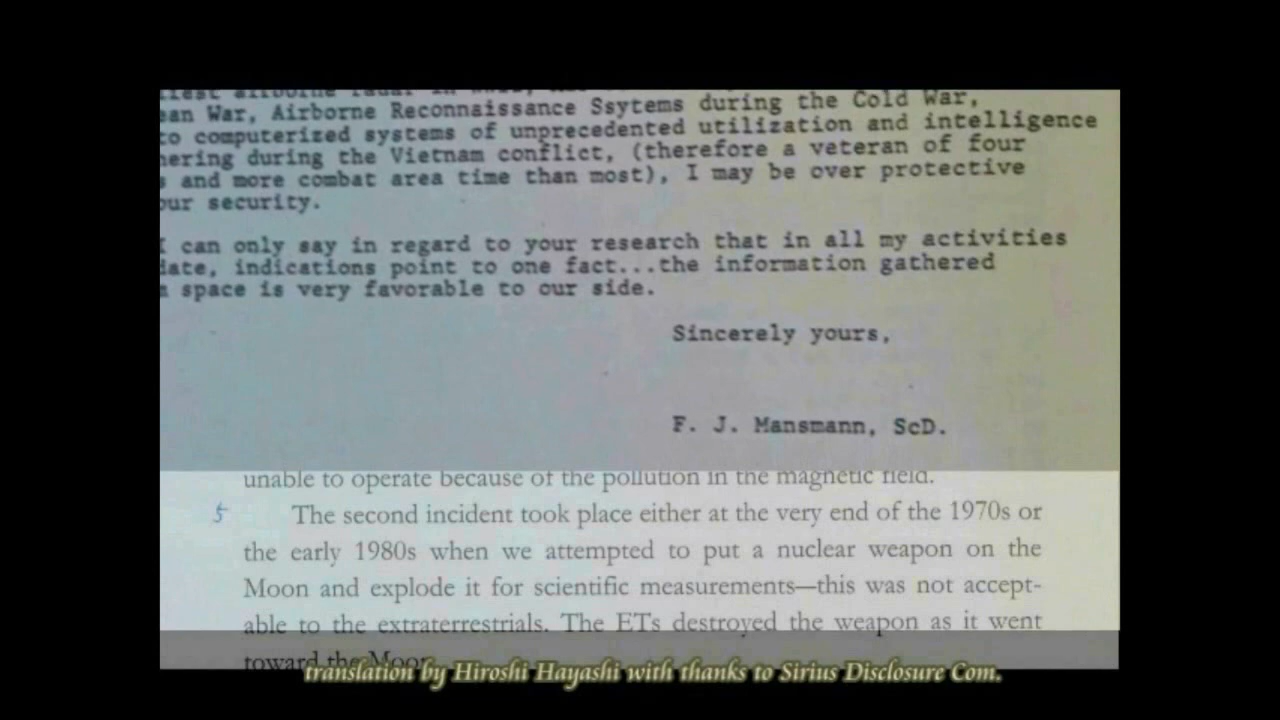 an War, Airborne Reconnaissance Ssytems during the Cold War,
to computerized systems of unprecedented utilization and intelligence
ering during the Vietnam conflict, (therefore a veteran of four
s and more combat area time than most), I may be over protective
our security.
I can only say in regard to your research that in all my activities
date, indications point to one fact...the information gathered
space is very favorable to our side.
Sincerely yours,
F. J. Mansmann, ScD.
unable to operate because of the pollution in the magnetic field.
5 The second incident took place either at the very end of the 1970s or
the early 1980s when we attempted to put a nuclear weapon on the
Moon and explode it for scientific measurements—this was not accept-
able to the extraterrestrials. The ETs destroyed the weapon as it went
toward the Moon
translation by Hiroshi Hayashi with thanks to Sirius Disclosure Com.